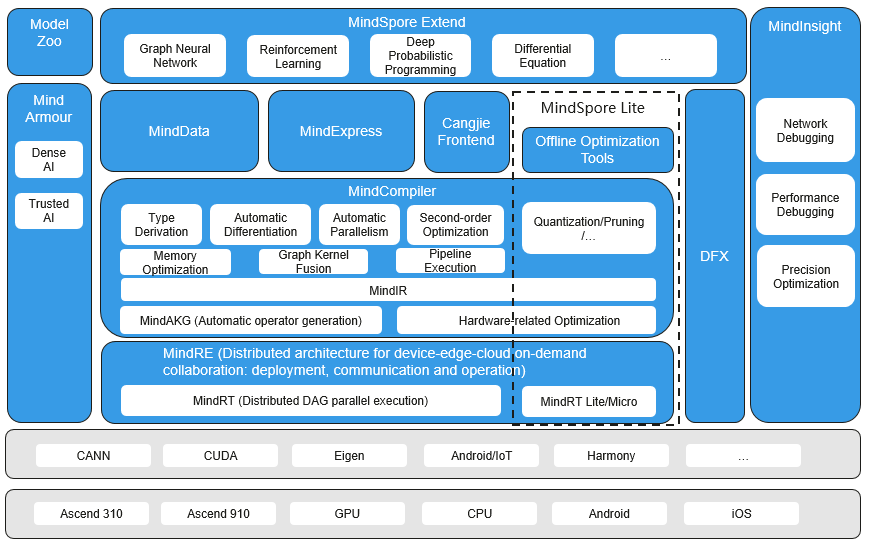 Model
Zoo
MindSpore Extend
Graph Neural
Network
Reinforcement
Learning
Deep
Probabilistic
Programming
Differential
Equation
...
MindInsight
Network
Debugging
Performance
Debugging
Precision
Optimization
Mind
Armour
Dense
AI
Trusted
AI
MindData
MindExpress
Cangjie
Frontend
MindSpore Lite
Offline Optimization
Tools
DFX
MindCompiler
Type
Derivation
Automatic
Differentiation
Automatic
Parallelism
Second-order
Optimization
Quantization/Pruning
/...
Memory
Optimization
Graph Kernel
Fusion
Pipeline
Execution
MindIR
MindAKG (Automatic operator generation)
Hardware-related Optimization
MindRE (Distributed architecture for device-edge-cloud on-demand
collaboration: deployment, communication and operation)
MindRT (Distributed DAG parallel execution)
MindRT Lite/Micro
CANN
CUDA
Eigen
Android/IoT
Harmony
...
Ascend 310
Ascend 910
GPU
CPU
Android
iOS